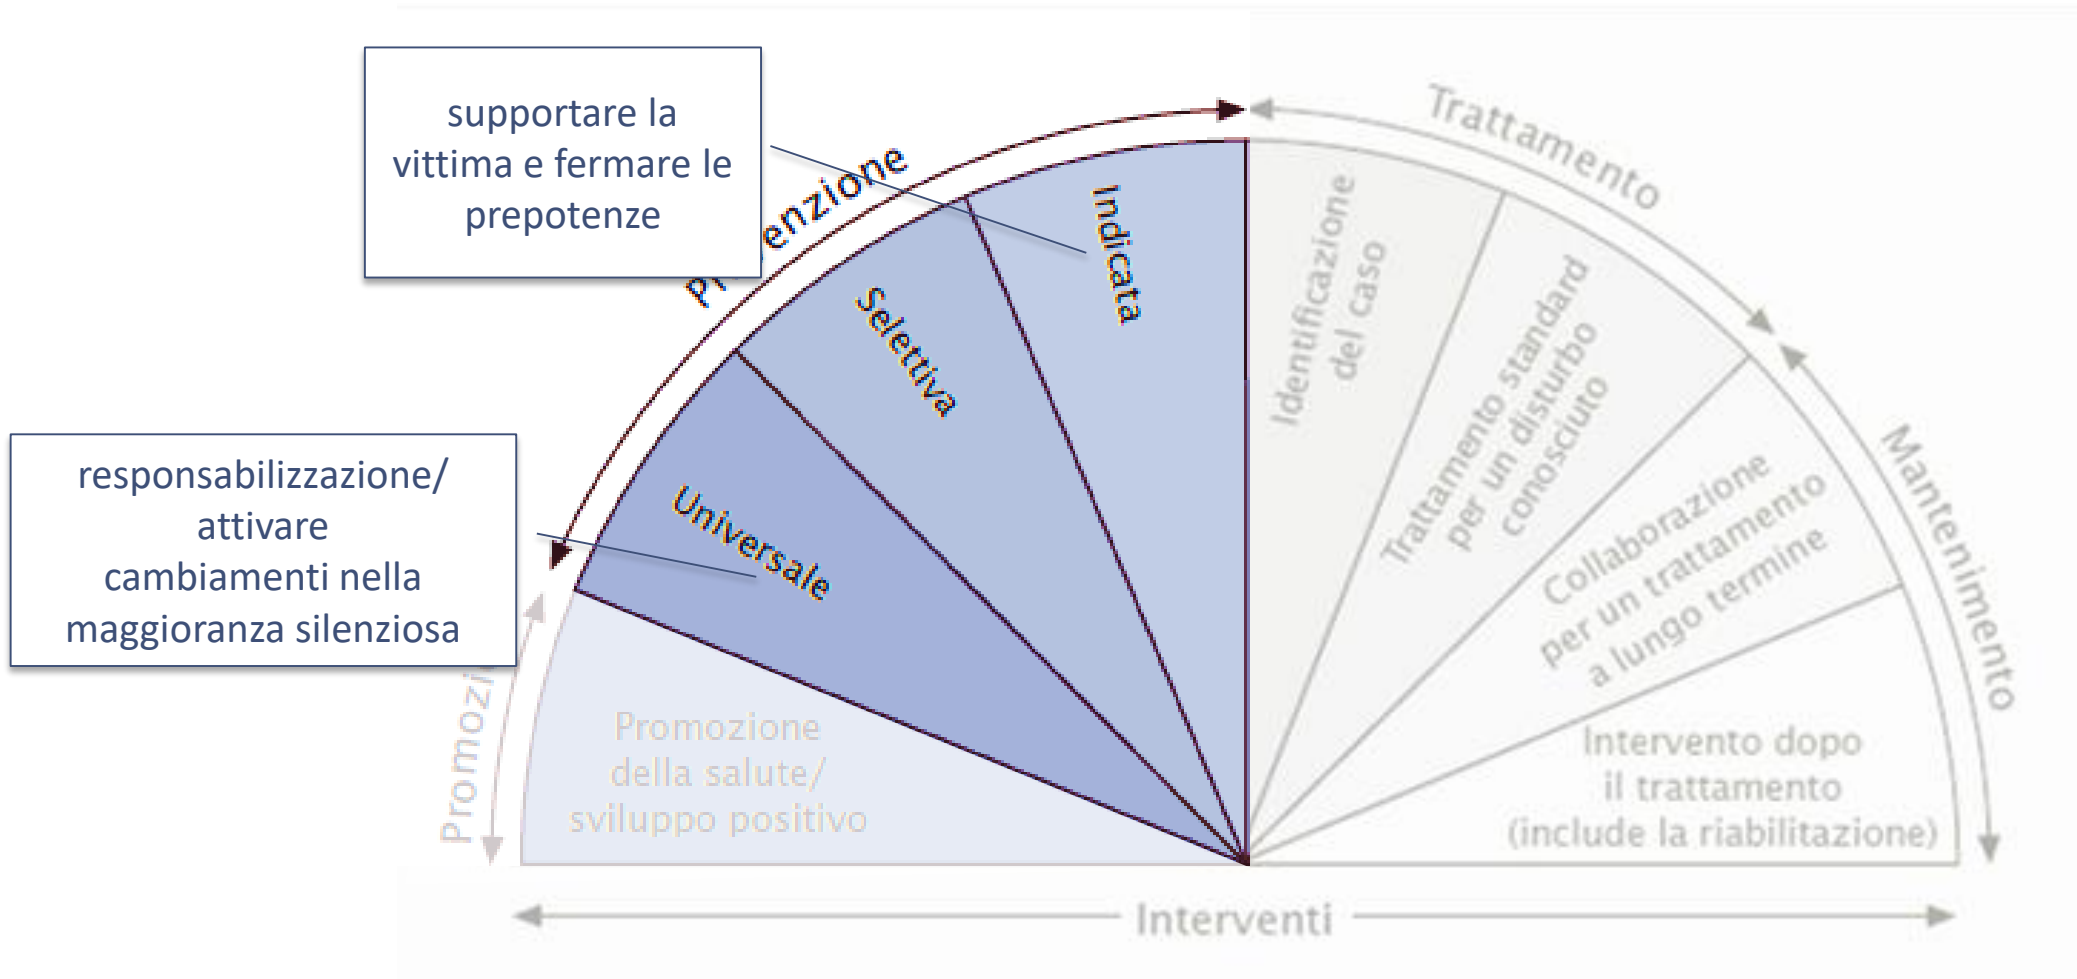 supportare la
vittima e fermare le
prepotenze
responsabilizzazione/
attivare
cambiamenti nella
maggioranza silenziosa
Universale
Selettiva
Indicata
Promozione
della salute/
sviluppo positivo
Trattamento
Identificazione
del caso
Trattamento standard
per un disturbo
conosciuto
Mantenimento
Collaborazione
per un trattamento
a lungo termine
Intervento dopo
il trattamento
(include la riabilitazione)
Interventi